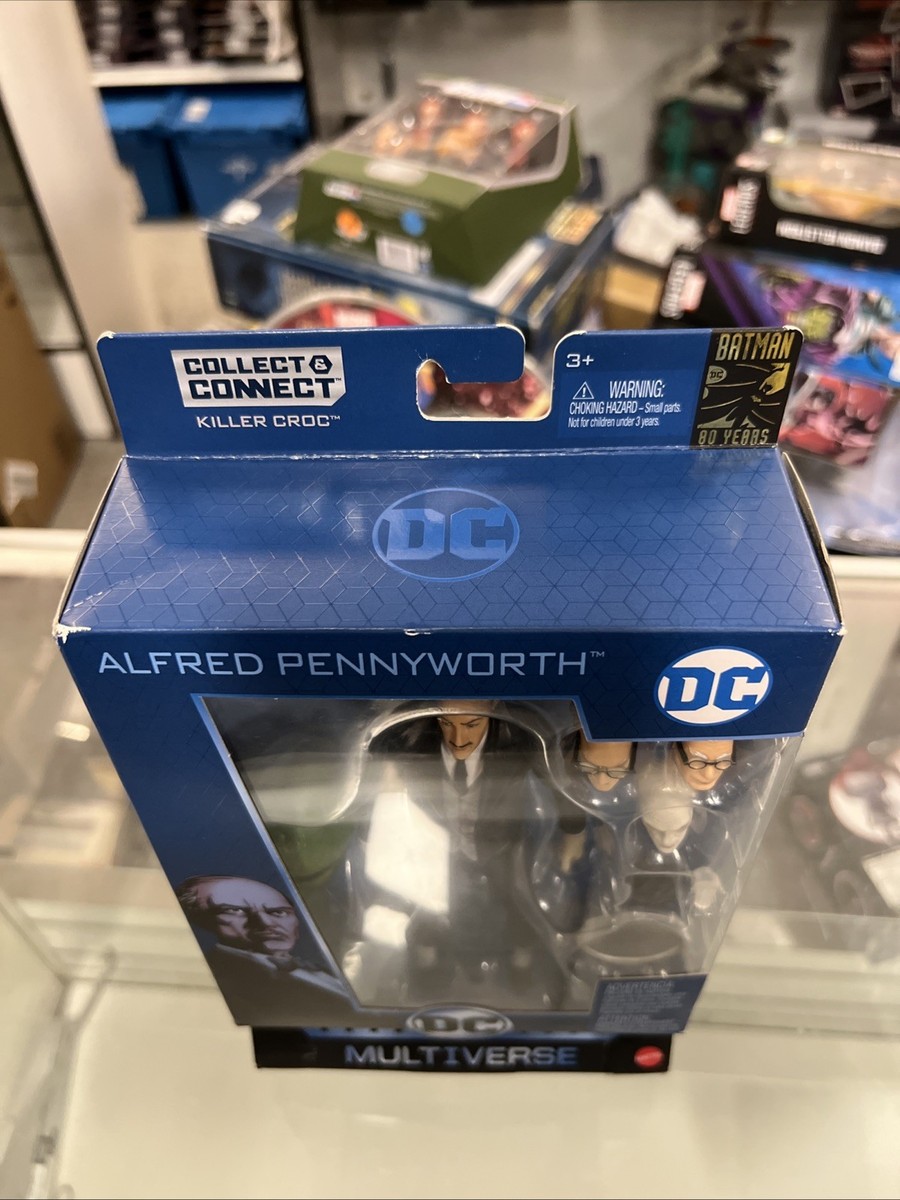 COLLECT &
CONNECT™
KILLER CROC™
3+
WARNING:
CHOKING HAZARD – Small parts.
Not for children under 3 years.
BATMAN
DC
80 YEARS
DC
ALFRED PENNYWORTH™
DC
DC
MULTIVERSE